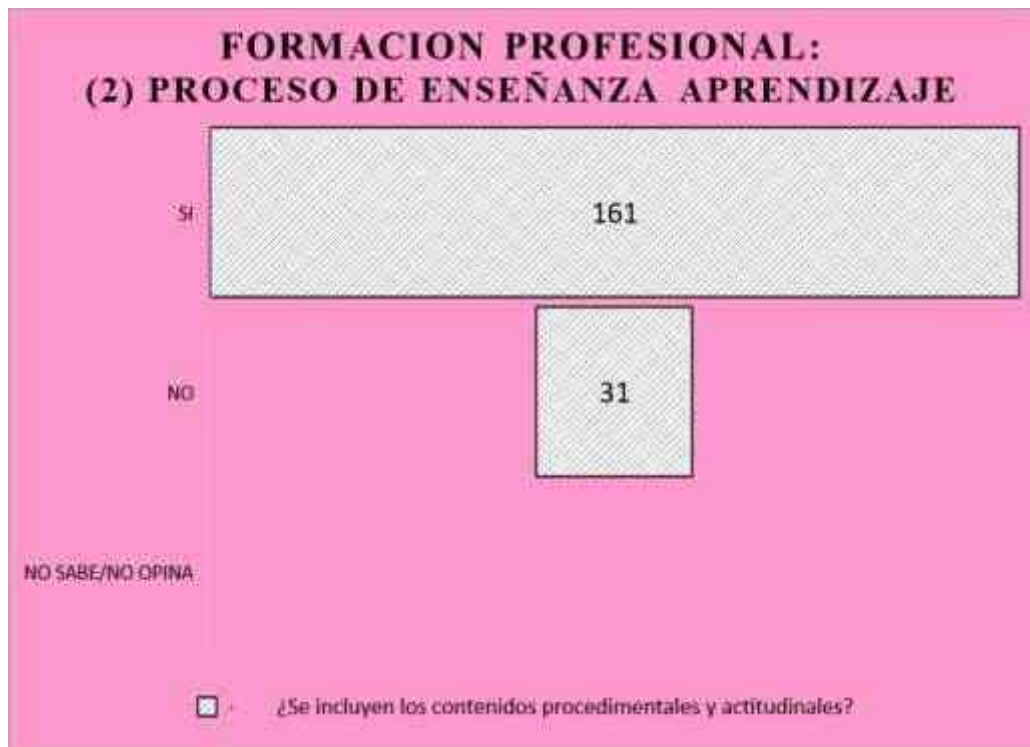 FORMACION PROFESIONAL:
(2) PROCESO DE ENSEÑANZA APRENDIZAJE
SI
161
NO
31
NO SABE/NO OPINA
- ¿Se incluyen los contenidos procedimentales y actitudinales?